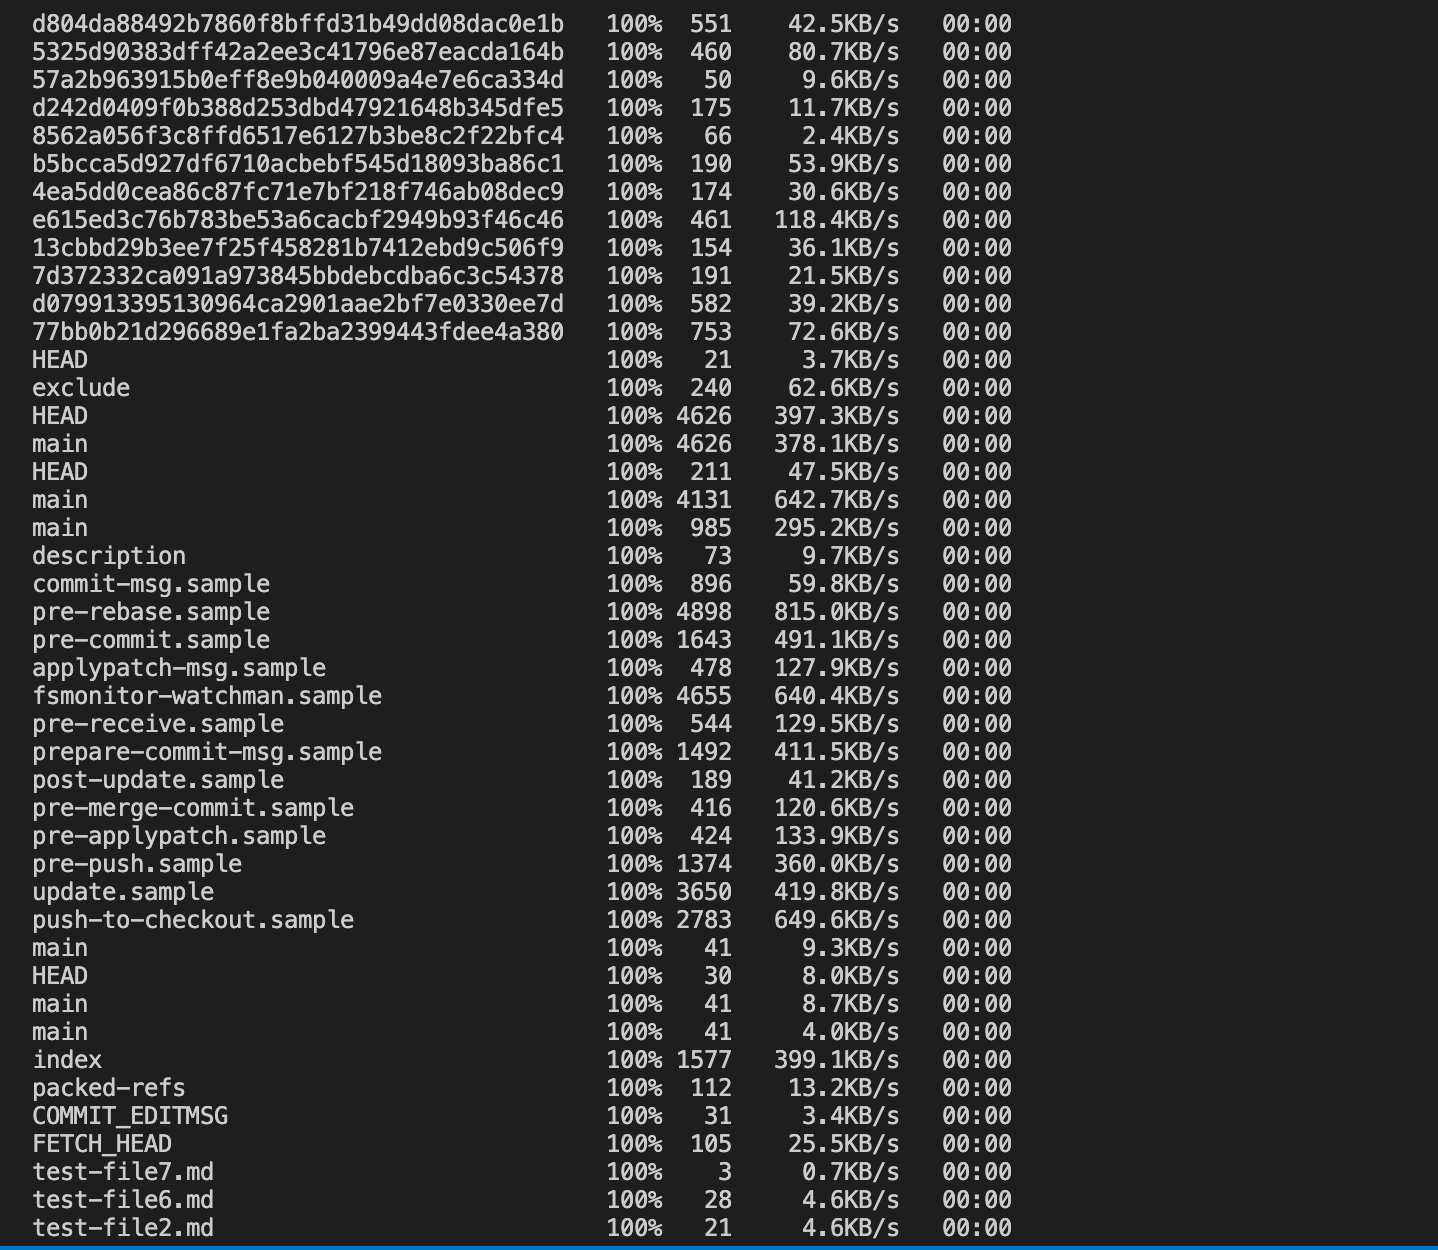 d804da88492b7860f8bffd31b49dd08dac0e1b 100% 551 42.5KB/s 00:00
5325d90383dff42a2ee3c41796e87eacda164b 100% 460 80.7KB/s 00:00
57a2b963915b0eff8e9b040009a4e7e6ca334d 100% 50 9.6KB/s 00:00
d242d0409f0b388d253dbd47921648b345dfe5 100% 175 11.7KB/s 00:00
8562a056f3c8ffd6517e6127b3be8c2f22bfc4 100% 66 2.4KB/s 00:00
b5bcca5d927df6710acbebf545d18093ba86c1 100% 190 53.9KB/s 00:00
4ea5dd0cea86c87fc71e7bf218f746ab08dec9 100% 174 30.6KB/s 00:00
e615ed3c76b783be53a6cacbf2949b93f46c46 100% 461 118.4KB/s 00:00
13cbbd29b3ee7f25f458281b7412ebd9c506f9 100% 154 36.1KB/s 00:00
7d372332ca091a973845bbdebcdba6c3c54378 100% 191 21.5KB/s 00:00
d079913395130964ca2901aae2bf7e0330ee7d 100% 582 39.2KB/s 00:00
77bb0b21d296689e1fa2ba2399443fdee4a380 100% 753 72.6KB/s 00:00
HEAD 100% 21 3.7KB/s 00:00
exclude 100% 240 62.6KB/s 00:00
HEAD 100% 4626 397.3KB/s 00:00
main 100% 4626 378.1KB/s 00:00
HEAD 100% 211 47.5KB/s 00:00
main 100% 4131 642.7KB/s 00:00
main 100% 985 295.2KB/s 00:00
description 100% 73 9.7KB/s 00:00
commit-msg.sample 100% 896 59.8KB/s 00:00
pre-rebase.sample 100% 4898 815.0KB/s 00:00
pre-commit.sample 100% 1643 491.1KB/s 00:00
applypatch-msg.sample 100% 478 127.9KB/s 00:00
fsmonitor-watchman.sample 100% 4655 640.4KB/s 00:00
pre-receive.sample 100% 544 129.5KB/s 00:00
prepare-commit-msg.sample 100% 1492 411.5KB/s 00:00
post-update.sample 100% 189 41.2KB/s 00:00
pre-merge-commit.sample 100% 416 120.6KB/s 00:00
pre-applypatch.sample 100% 424 133.9KB/s 00:00
pre-push.sample 100% 1374 360.0KB/s 00:00
update.sample 100% 3650 419.8KB/s 00:00
push-to-checkout.sample 100% 2783 649.6KB/s 00:00
main 100% 41 9.3KB/s 00:00
HEAD 100% 30 8.0KB/s 00:00
main 100% 41 8.7KB/s 00:00
main 100% 41 4.0KB/s 00:00
index 100% 1577 399.1KB/s 00:00
packed-refs 100% 112 13.2KB/s 00:00
COMMIT_EDITMSG 100% 31 3.4KB/s 00:00
FETCH_HEAD 100% 105 25.5KB/s 00:00
test-file7.md 100% 3 0.7KB/s 00:00
test-file6.md 100% 28 4.6KB/s 00:00
test-file2.md 100% 21 4.6KB/s 00:00